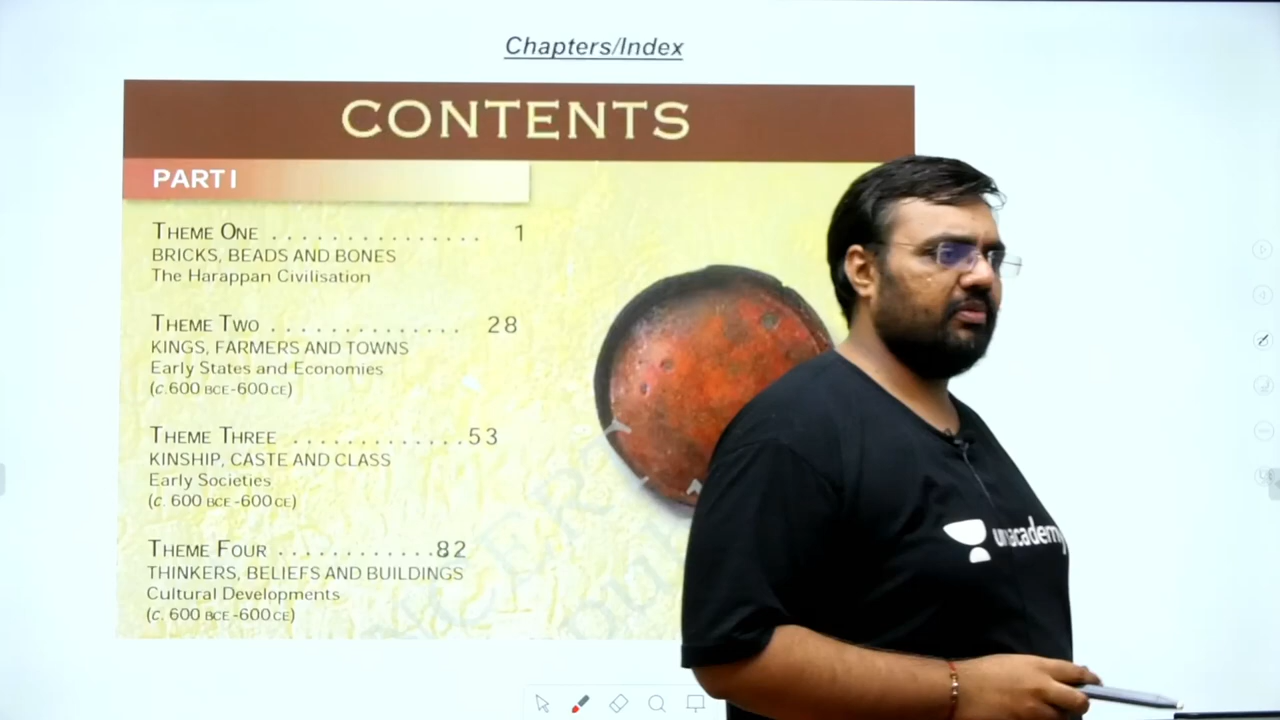 Chapters/Index
CONTENTS
PART I
THEME ONE . . . . . . . . . . . . . . . 1
BRICKS, BEADS AND BONES
The Harappan Civilisation
THEME TWO . . . . . . . . . . . . . . 28
KINGS, FARMERS AND TOWNS
Early States and Economies
(c. 600 BCE-600 CE)
THEME THREE . . . . . . . . . . . . . 53
KINSHIP, CASTE AND CLASS
Early Societies
(c. 600 BCE-600 CE)
THEME FOUR . . . . . . . . . . . . 82
THINKERS, BELIEFS AND BUILDINGS
Cultural Developments
(c. 600 BCE-600 CE)
unacademy